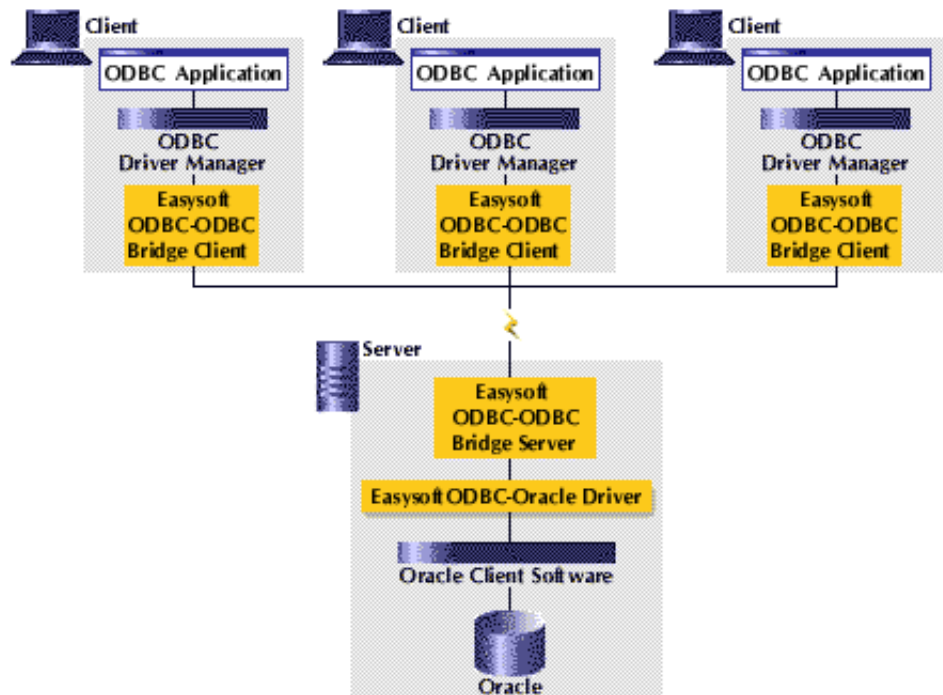 Client
ODBC Application
ODBC
Driver Manager
Easysoft
ODBC-ODBC
Bridge Client
Client
ODBC Application
ODBC
Driver Manager
Easysoft
ODBC-ODBC
Bridge Client
Client
ODBC Application
ODBC
Driver Manager
Easysoft
ODBC-ODBC
Bridge Client
Server
Easysoft
ODBC-ODBC
Bridge Server
Easysoft ODBC-Oracle Driver
Oracle Client Software
Oracle